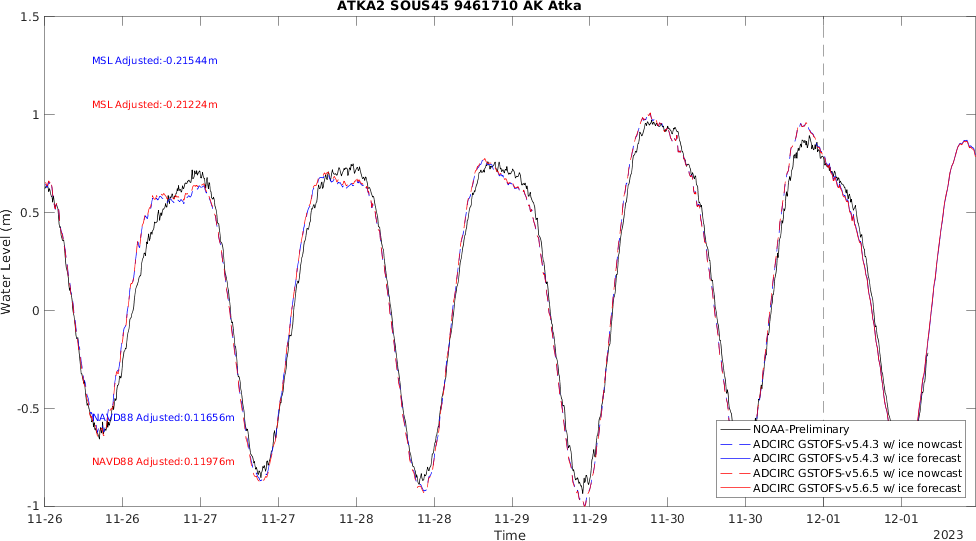 ATKA2 SOUS45 9461710 AK Atka
1.5
MSL Adjusted:-0.21544m
MSL Adjusted:-0.21224m
1
0.5
Water Level (m)
0
-0.5
NAVD88 Adjusted:0.11656m
NAVD88 Adjusted:0.11976m
-1
NOAA-Preliminary
ADCIRC GSTOFS-v5.4.3 w/ ice nowcast
ADCIRC GSTOFS-v5.4.3 w/ ice forecast
ADCIRC GSTOFS-v5.6.5 w/ ice nowcast
ADCIRC GSTOFS-v5.6.5 w/ ice forecast
11-26 11-26 11-27 11-27 11-28 11-28 11-29 11-29 11-30 11-30 12-01 12-01
Time
2023